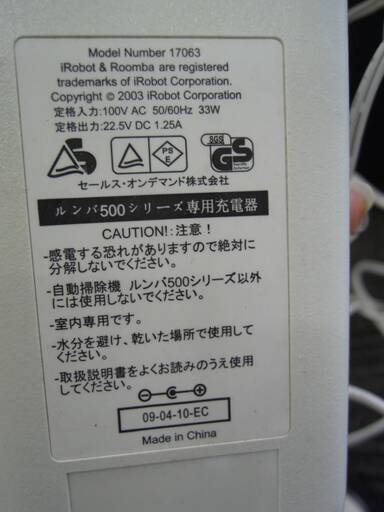 Model Number 17063
iRobot & Roomba are registered
trademarks of iRobot Corporation.
Copyright © 2003 iRobot Corporation
定格入力:100V AC 50/60Hz 33W
定格出力:22.5V DC 1.25A
PS
E
SGS
GS
セールス・オンデマンド株式会社
ルンバ500シリーズ専用充電器
CAUTION!:注意！
-感電する恐れがありますので絶対に
分解しないでください。
-自動掃除機 ルンバ500シリーズ以外
には使用しないでください。
-室内専用です。
-水分を避け、乾いた場所で使用して
ください。
-取扱説明書をよくお読みのうえ使用
してください。
09-04-10-EC
Made in China